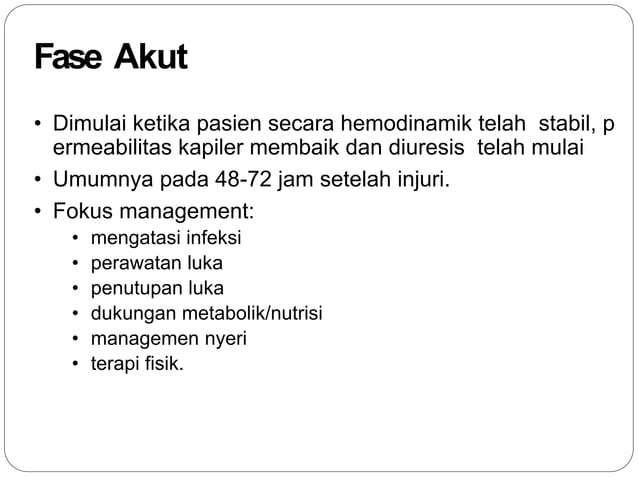 Fase Akut
• Dimulai ketika pasien secara hemodinamik telah  stabil, p
ermeabilitas kapiler membaik dan diuresis  telah mulai
• Umumnya pada 48-72 jam setelah injuri.
• Fokus management:
• mengatasi infeksi
• perawatan luka
• penutupan luka
• dukungan metabolik/nutrisi
• managemen nyeri
• terapi fisik.